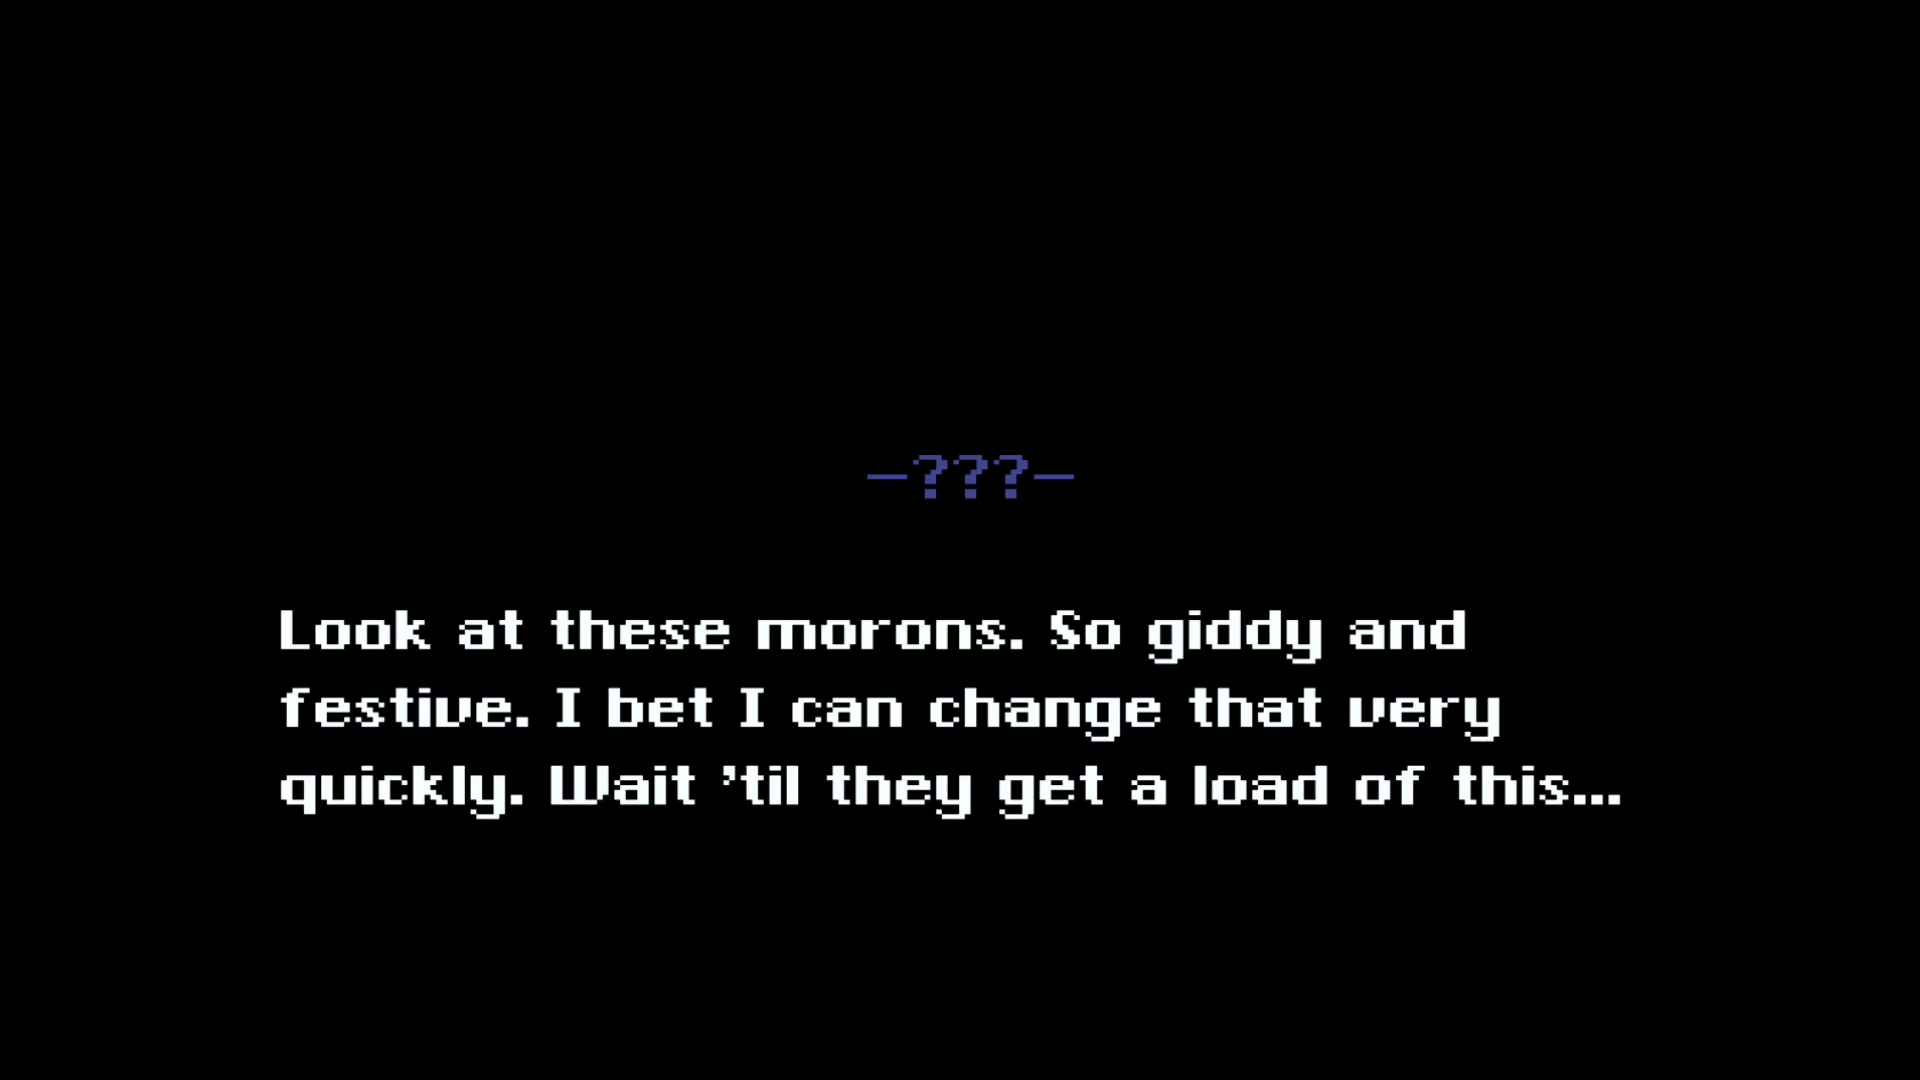 —???—
Look at these morons. So giddy and
festive. I bet I can change that very
quickly. Wait 'til they get a load of this...